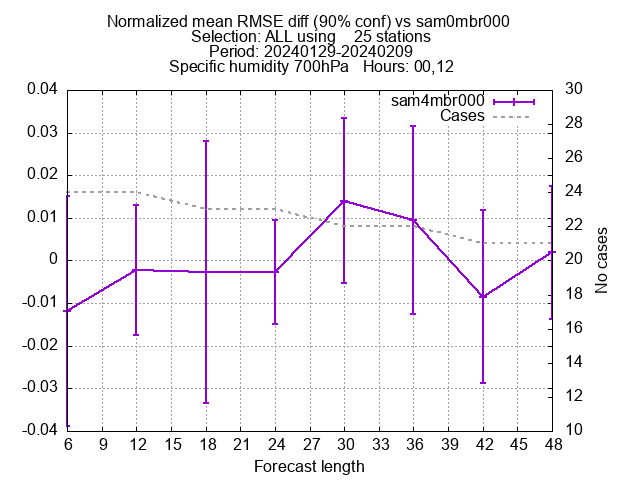 Normalized mean RMSE diff (90% conf) vs sam0mbr000
Selection: ALL using    25 stations
Period: 20240129-20240209
Specific humidity 700hPa   Hours: 00,12
sam4mbr000
Cases
0.04
0.03
0.02
0.01
0
-0.01
-0.02
-0.03
-0.04
30
28
26
24
22
20
18
16
14
12
10
No cases
6 9 12 15 18 21 24 27 30 33 36 39 42 45 48
Forecast length